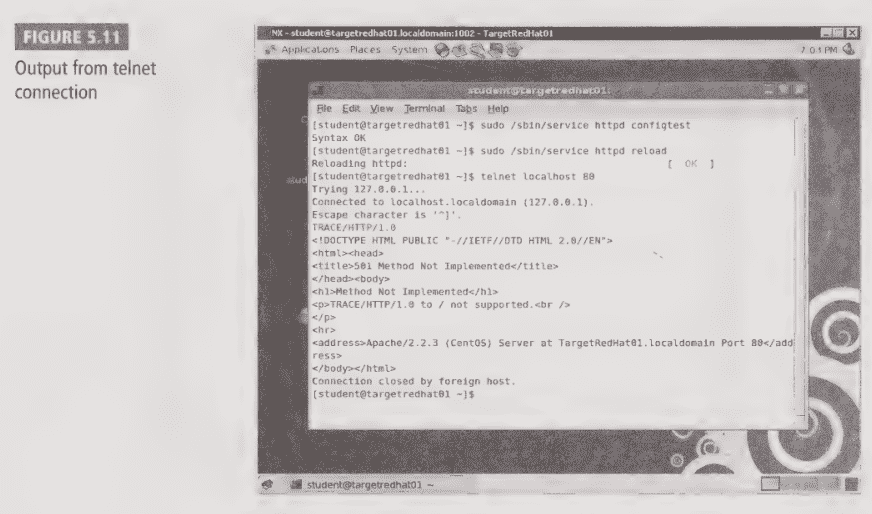 FIGURE 5.11
Output from telnet
connection
NX - student@targetredhat01.localdomain:1002 - TargetRedHat01
Applications Places System
student@targetredhat01:
File Edit View Terminal Tabs Help
[student@targetredhat01 ~]$ sudo /sbin/service httpd configtest
Syntax OK
[student@targetredhat01 ~]$ sudo /sbin/service httpd reload
Reloading httpd: [ OK ]
[student@targetredhat01 ~]$ telnet localhost 80
Trying 127.0.0.1...
Connected to localhost.localdomain (127.0.0.1).
Escape character is '^]'.
TRACE/HTTP/1.0
<!DOCTYPE HTML PUBLIC "-//IETF//DTD HTML 2.0//EN">
<html><head>
<title>501 Method Not Implemented</title>
</head><body>
<h1>Method Not Implemented</h1>
<p>TRACE/HTTP/1.0 to / not supported.<br />
</p>
<hr>
<address>Apache/2.2.3 (CentOS) Server at TargetRedHat01.localdomain Port 80</add
ress>
</body></html>
Connection closed by foreign host.
[student@targetredhat01 ~]$
student@targetredhat01 ~